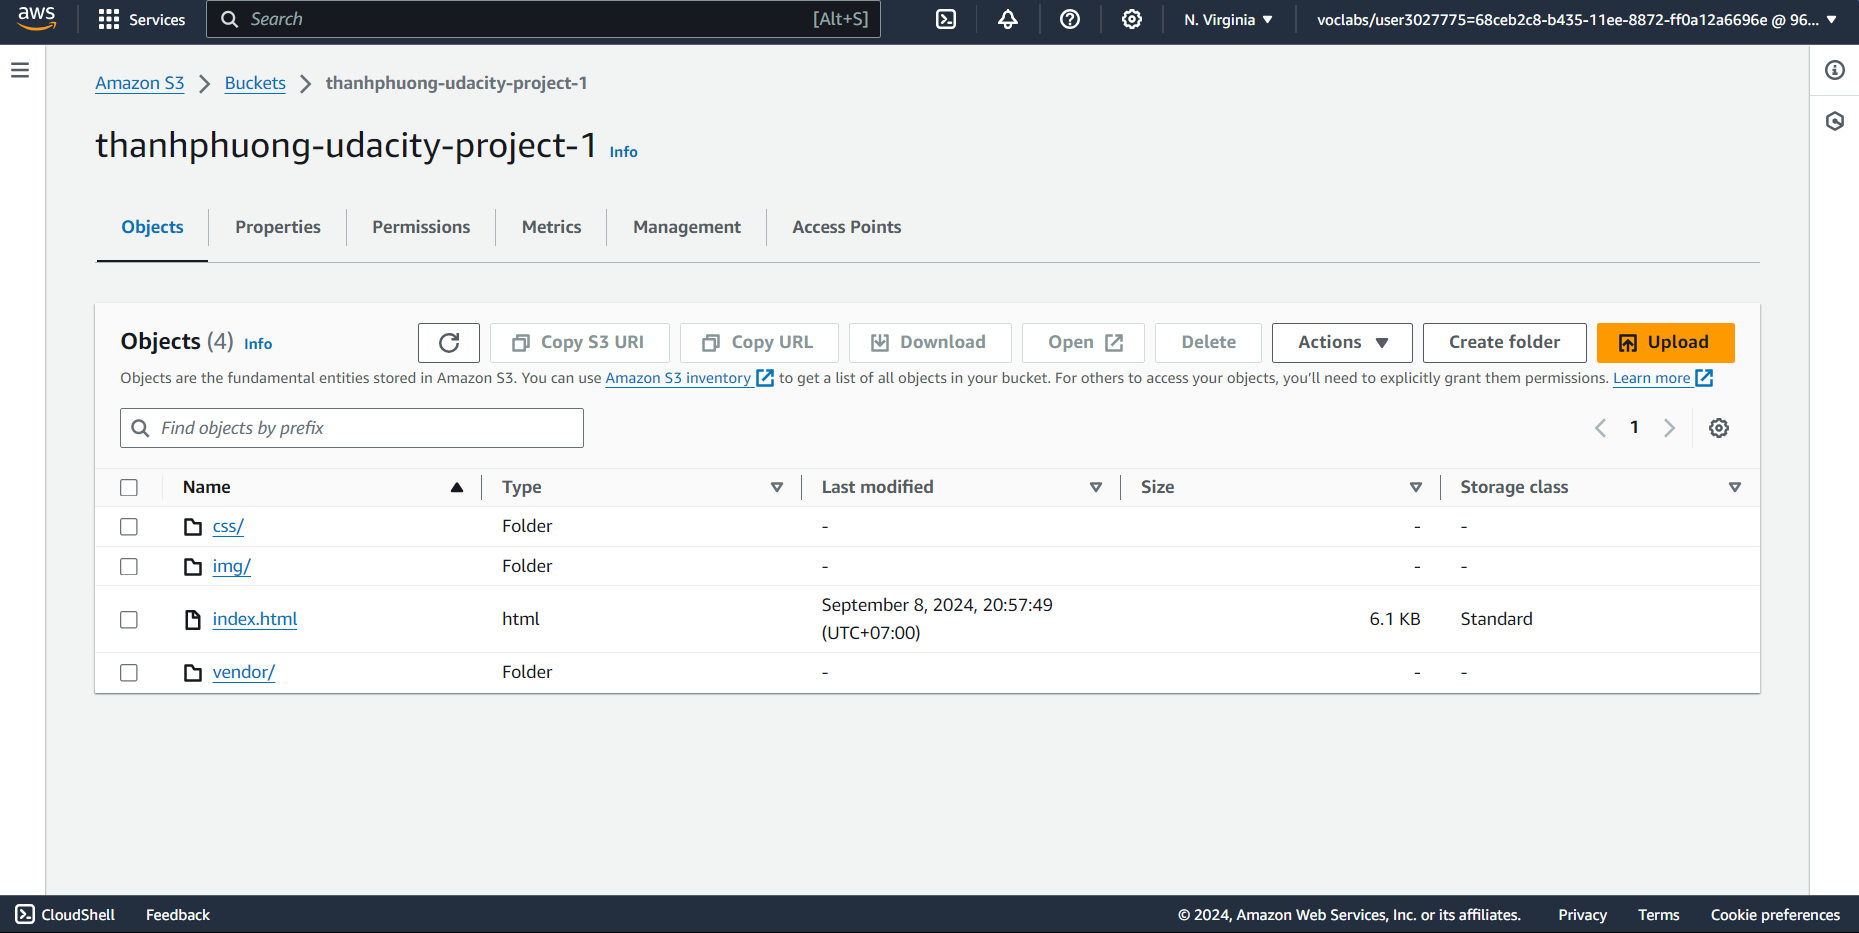 aws Services Search [Alt+S] N. Virginia voclabs/user3027775=68ceb2c8-b435-11ee-8872-ff0a12a6696e @ 96...
Amazon S3 Buckets thanhphuong-udacity-project-1
thanhphuong-udacity-project-1 Info
Objects Properties Permissions Metrics Management Access Points
Objects (4) Info Copy S3 URI Copy URL Download Open Delete Actions Create folder Upload
Objects are the fundamental entities stored in Amazon S3. You can use Amazon S3 inventory to get a list of all objects in your bucket. For others to access your objects, you’ll need to explicitly grant them permissions. Learn more
Find objects by prefix 1
Name Type Last modified Size Storage class
css/ Folder - - -
img/ Folder - - -
index.html html September 8, 2024, 20:57:49 (UTC+07:00) 6.1 KB Standard
vendor/ Folder - - -
CloudShell Feedback © 2024, Amazon Web Services, Inc. or its affiliates. Privacy Terms Cookie preferences